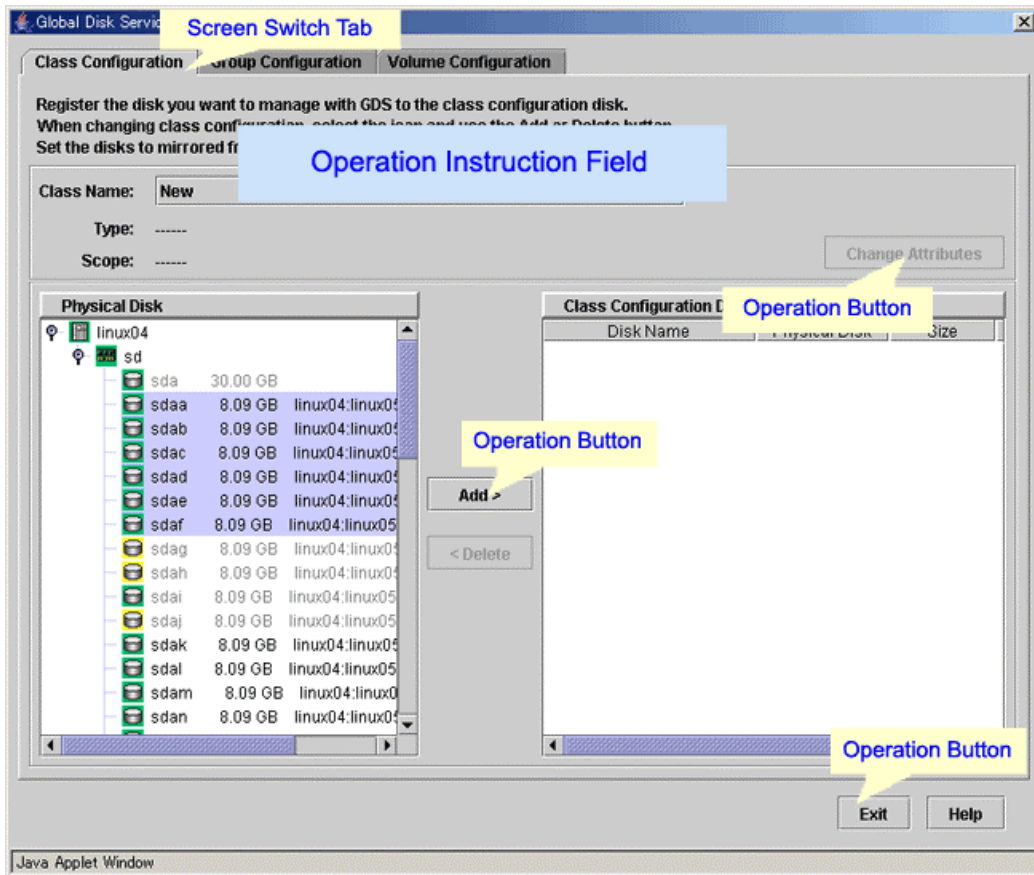 Global Disk Servic
Screen Switch Tab
Class Configuration Group Configuration Volume Configuration
Register the disk you want to manage with GDS to the class configuration disk.
When changing class configuration, select the icon and use the Add or Delete button.
Set the disks to mirrored fr
Operation Instruction Field
Class Name: New
Type: ------
Scope: ------
Change Attributes
Operation Button
Physical Disk
Class Configuration D
Disk Name Physical Disk Size
linux04
sd
sda 30.00 GB
sdaa 8.09 GB linux04:linux05
sdab 8.09 GB linux04:linux05
sdac 8.09 GB linux04:linux05
sdad 8.09 GB linux04:linux05
sdae 8.09 GB linux04:linux05
sdaf 8.09 GB linux04:linux05
sdag 8.09 GB linux04:linux05
sdah 8.09 GB linux04:linux05
sdai 8.09 GB linux04:linux05
sdaj 8.09 GB linux04:linux05
sdak 8.09 GB linux04:linux05
sdal 8.09 GB linux04:linux05
sdam 8.09 GB linux04:linux0
sdan 8.09 GB linux04:linux05
Operation Button
Add >
< Delete
Operation Button
Exit Help
Java Applet Window